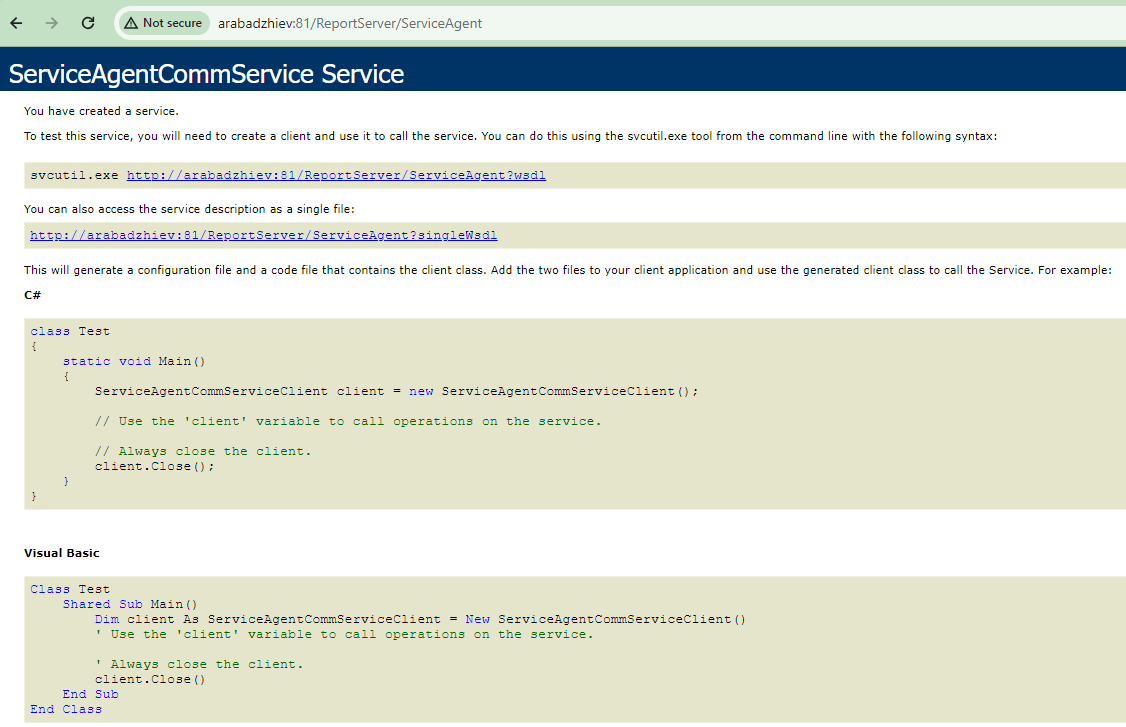 Not secure arabadzhiev:81/ReportServer/ServiceAgent
ServiceAgentCommService Service
You have created a service.
To test this service, you will need to create a client and use it to call the service. You can do this using the svcutil.exe tool from the command line with the following syntax:
svcutil.exe http://arabadzhiev:81/ReportServer/ServiceAgent?wsdl
You can also access the service description as a single file:
http://arabadzhiev:81/ReportServer/ServiceAgent?singleWsdl
This will generate a configuration file and a code file that contains the client class. Add the two files to your client application and use the generated client class to call the Service. For example:
C#
class Test
{
    static void Main()
    {
        ServiceAgentCommServiceClient client = new ServiceAgentCommServiceClient();
        // Use the 'client' variable to call operations on the service.
        // Always close the client.
        client.Close();
    }
}
Visual Basic
Class Test
    Shared Sub Main()
        Dim client As ServiceAgentCommServiceClient = New ServiceAgentCommServiceClient()
        ' Use the 'client' variable to call operations on the service.
        ' Always close the client.
        client.Close()
    End Sub
End Class